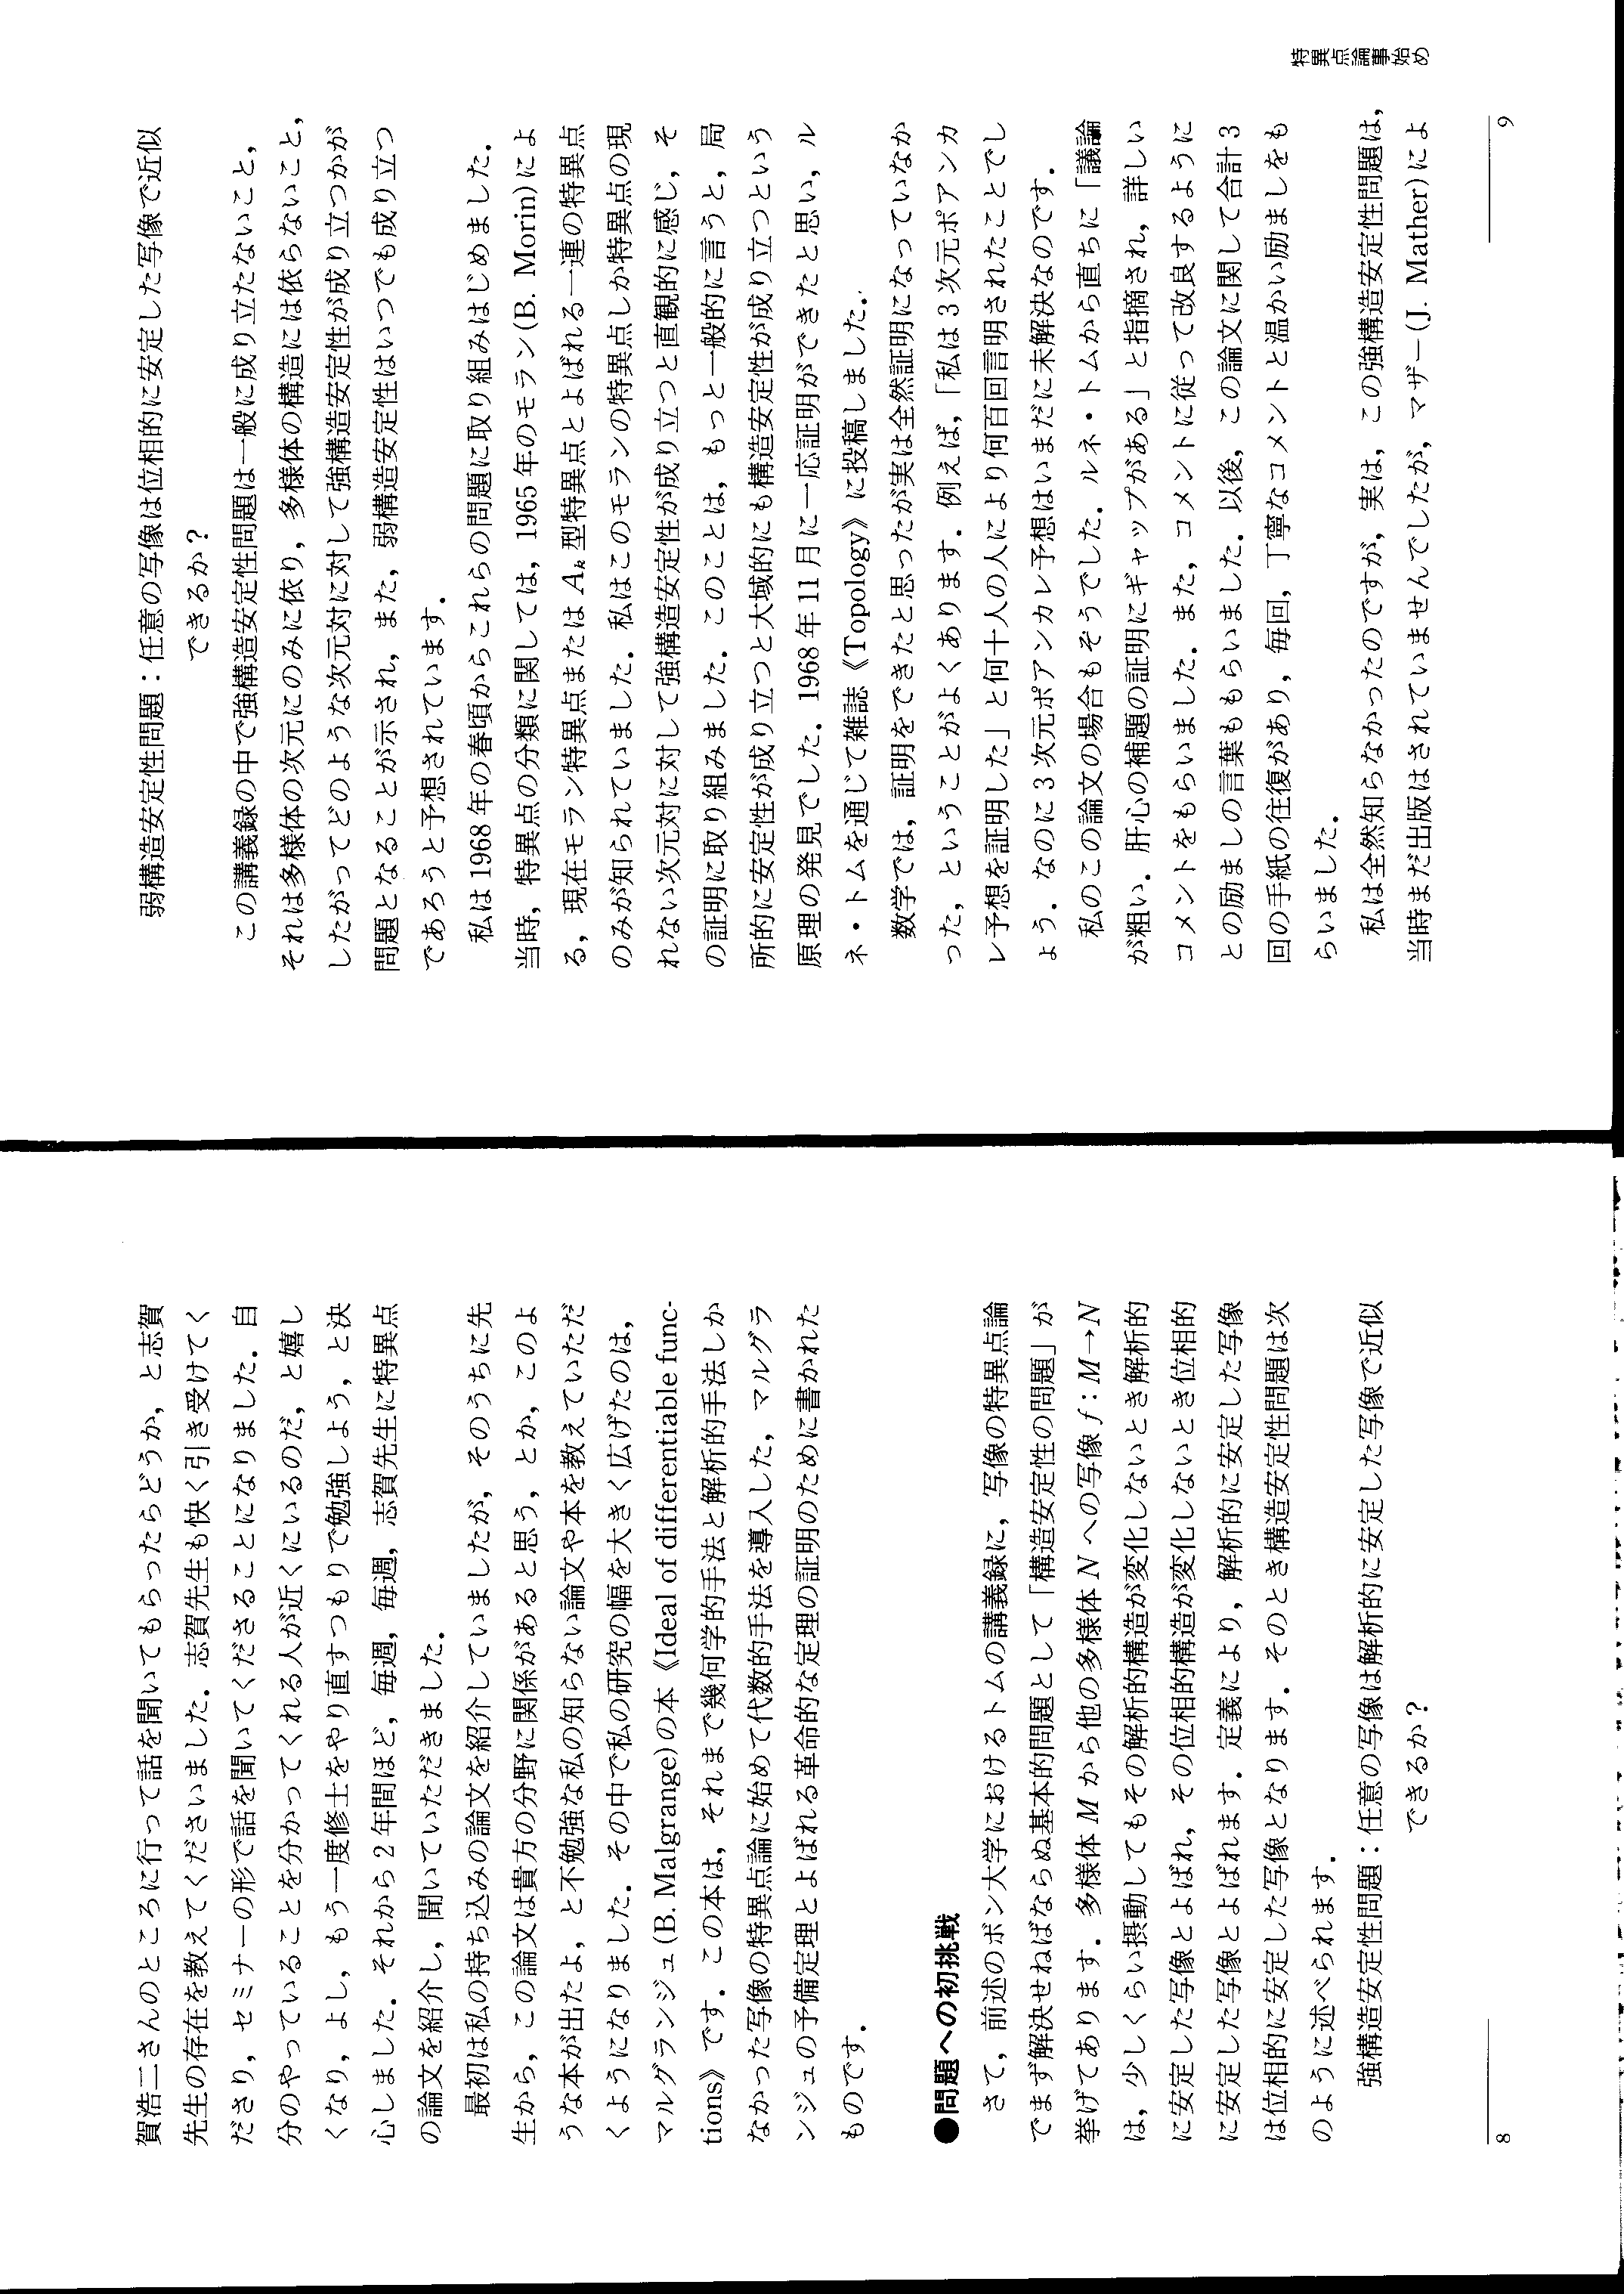 賀浩二さんのところに行って話を聞いてもらったらどうか，と志賀
先生の存在を教えてくださいました．志賀先生も快く引き受けてく
ださり，セミナーの形で話を聞いてくださることになりました．自
分のやっていることを分かってくれる人が近くにいるのだ，と嬉し
くなり，よし，もう一度修士をやり直すつもりで勉強しよう，と決
心しました．それから2年間ほど，毎週，毎週，志賀先生に特異点
の論文を紹介し，聞いていただきました．
最初は私の持ち込みの論文を紹介していましたが，そのうちに先
生から，この論文は貴方の分野に関係があると思う，とか，このよ
うな本が出たよ，と不勉強な私の知らない論文や本を教えていただ
くようになりました．その中で私の研究の幅を大きく広げたのは，
マルグランジュ(B. Malgrange)の本《Ideal of differentiable func-
tions》です．この本は，それまで幾何学的手法と解析的手法しか
なかった写像の特異点論に始めて代数的手法を導入した，マルグラ
ンジュの予備定理とよばれる革命的な定理の証明のために書かれた
ものです．
●問題への初挑戦
さて，前述のボン大学におけるトムの講義録に，写像の特異点論
でまず解決せねばならぬ基本的問題として「構造安定性の問題」が
挙げてあります．多様体 M から他の多様体 N への写像 f : M→N
は，少しくらい摂動してもその解析的構造が変化しないとき解析的
に安定した写像とよばれ，その位相的構造が変化しないとき位相的
に安定した写像とよばれます．定義により，解析的に安定した写像
は位相的に安定した写像となります．そのとき構造安定性問題は次
のように述べられます．
強構造安定性問題：任意の写像は解析的に安定した写像で近似
できるか？
8
弱構造安定性問題：任意の写像は位相的に安定した写像で近似
できるか？
この講義録の中で強構造安定性問題は一般に成り立たないこと，
それは多様体の次元にのみに依り，多様体の構造には依らないこと，
したがってどのような次元対に対して強構造安定性が成り立つかが
問題となることが示され，また，弱構造安定性はいつでも成り立つ
であろうと予想されています．
私は1968年の春頃からこれらの問題に取り組みはじめました．
当時，特異点の分類に関しては，1965年のモラン(B. Morin)によ
る，現在モラン特異点または Ak 型特異点とよばれる一連の特異点
のみが知られていました．私はこのモランの特異点しか特異点の現
れない次元対に対して強構造安定性が成り立つと直観的に感じ，そ
の証明に取り組みました．このことは，もっと一般的に言うと，局
所的に安定性が成り立つと大域的にも構造安定性が成り立つという
原理の発見でした．1968年11月に一応証明ができたと思い，ル
ネ・トムを通じて雑誌《Topology》に投稿しました．
数学では，証明をできたと思ったが実は全然証明になっていなか
った，ということがよくあります．例えば，「私は3次元ポアンカ
レ予想を証明した」と何十人の人により何百回言明されたことでし
ょう．なのに3次元ポアンカレ予想はいまだに未解決なのです．
私のこの論文の場合もそうでした．ルネ・トムから直ちに「議論
が粗い．肝心の補題の証明にギャップがある」と指摘され，詳しい
コメントをもらいました．また，コメントに従って改良するように
との励ましの言葉ももらいました．以後，この論文に関して合計3
回の手紙の往復があり，毎回，丁寧なコメントと温かい励ましをも
らいました．
私は全然知らなかったのですが，実は，この強構造安定性問題は，
当時まだ出版はされていませんでしたが，マザー(J. Mather)によ
特異点論事始め
9